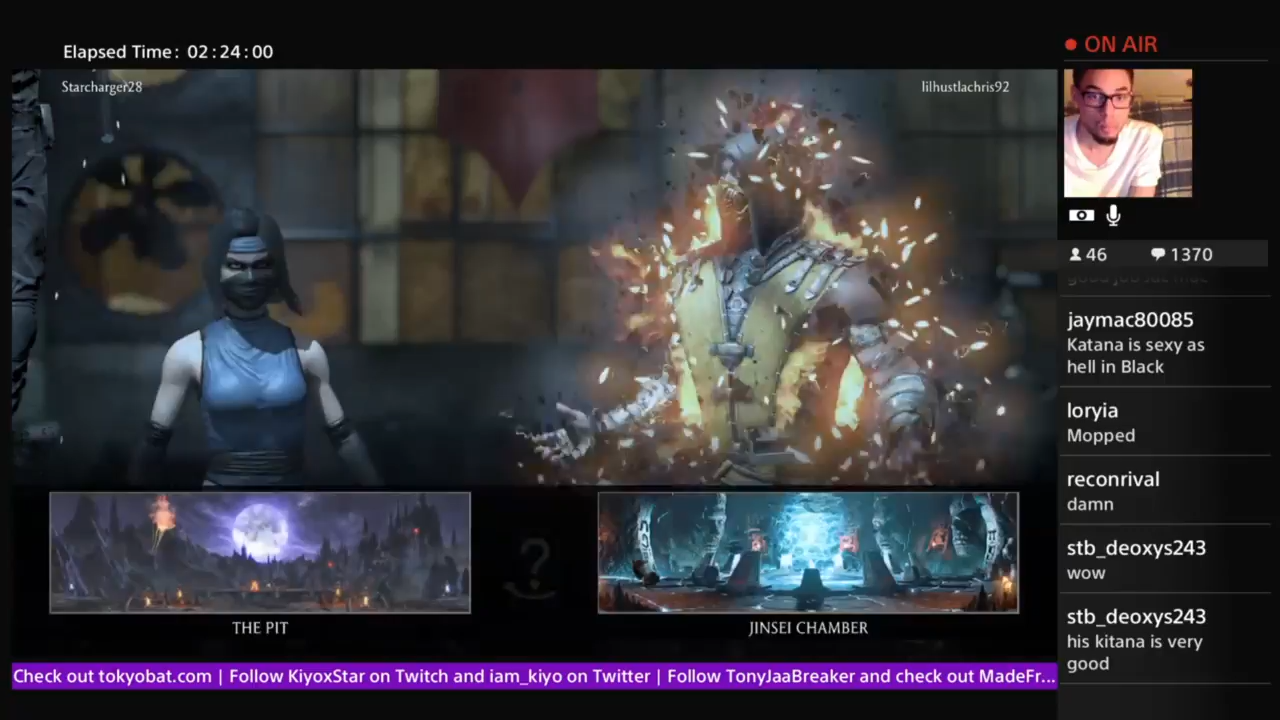 Elapsed Time: 02:24:00
ON AIR
Starcharger28
lilhustlachris92
46
1370
jaymac80085
Katana is sexy as
hell in Black
loryia
Mopped
reconrival
damn
stb_deoxys243
wow
stb_deoxys243
his kitana is very
good
?
THE PIT
JINSEI CHAMBER
Check out tokyobat.com | Follow KiyoxStar on Twitch and iam_kiyo on Twitter | Follow TonyJaaBreaker and check out MadeFr...